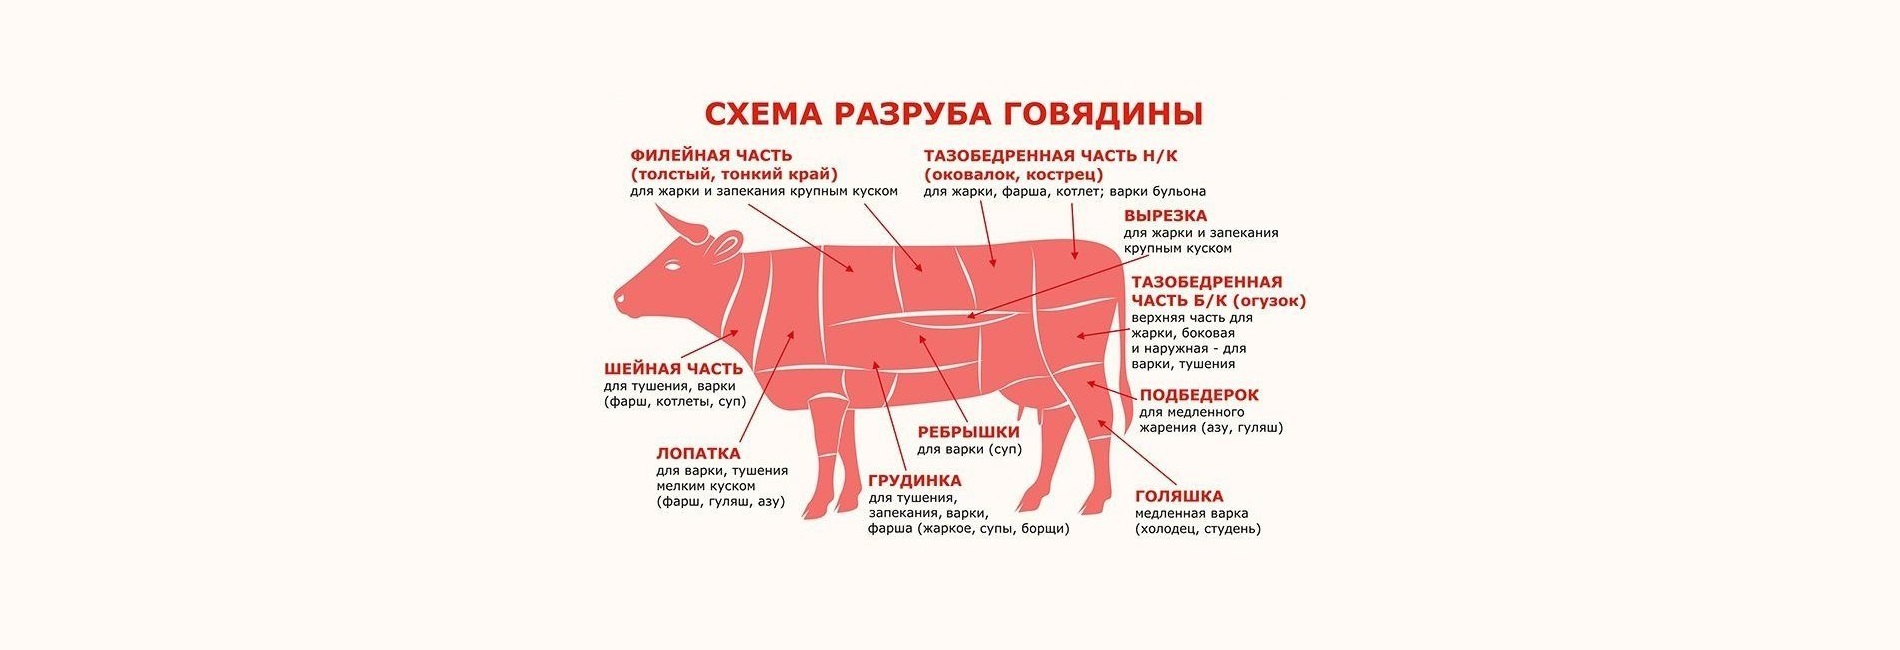 СХЕМА РАЗРУБА ГОВЯДИНЫ
ФИЛЕЙНАЯ ЧАСТЬ
(толстый, тонкий край)
для жарки и запекания крупным куском
ТАЗОБЕДРЕННАЯ ЧАСТЬ Н/К
(оковалок, кострец)
для жарки, фарша, котлет; варки бульона
ВЫРЕЗКА
для жарки и запекания
крупным куском
ТАЗОБЕДРЕННАЯ
ЧАСТЬ Б/К (огузок)
верхняя часть для
жарки, боковая
и наружная - для
варки, тушения
ШЕЙНАЯ ЧАСТЬ
для тушения, варки
(фарш, котлеты, суп)
ПОДБЕДЕРОК
для медленного
жарения (азу, гуляш)
РЕБРЫШКИ
для варки (суп)
ЛОПАТКА
для варки, тушения
мелким куском
(фарш, гуляш, азу)
ГРУДИНКА
для тушения,
запекания, варки,
фарша (жаркое, супы, борщи)
ГОЛЯШКА
медленная варка
(холодец, студень)